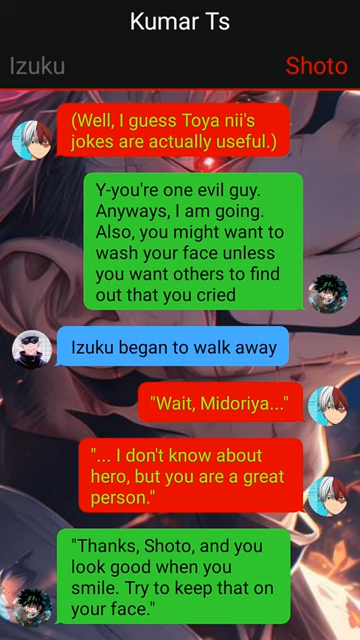 Kumar Ts
Izuku
Shoto
(Well, I guess Toya nii's
jokes are actually useful.)
Y-you're one evil guy.
Anyways, I am going.
Also, you might want to
wash your face unless
you want others to find
out that you cried
Izuku began to walk away
"Wait, Midoriya..."
"... I don't know about
hero, but you are a great
person."
"Thanks, Shoto, and you
look good when you
smile. Try to keep that on
your face."